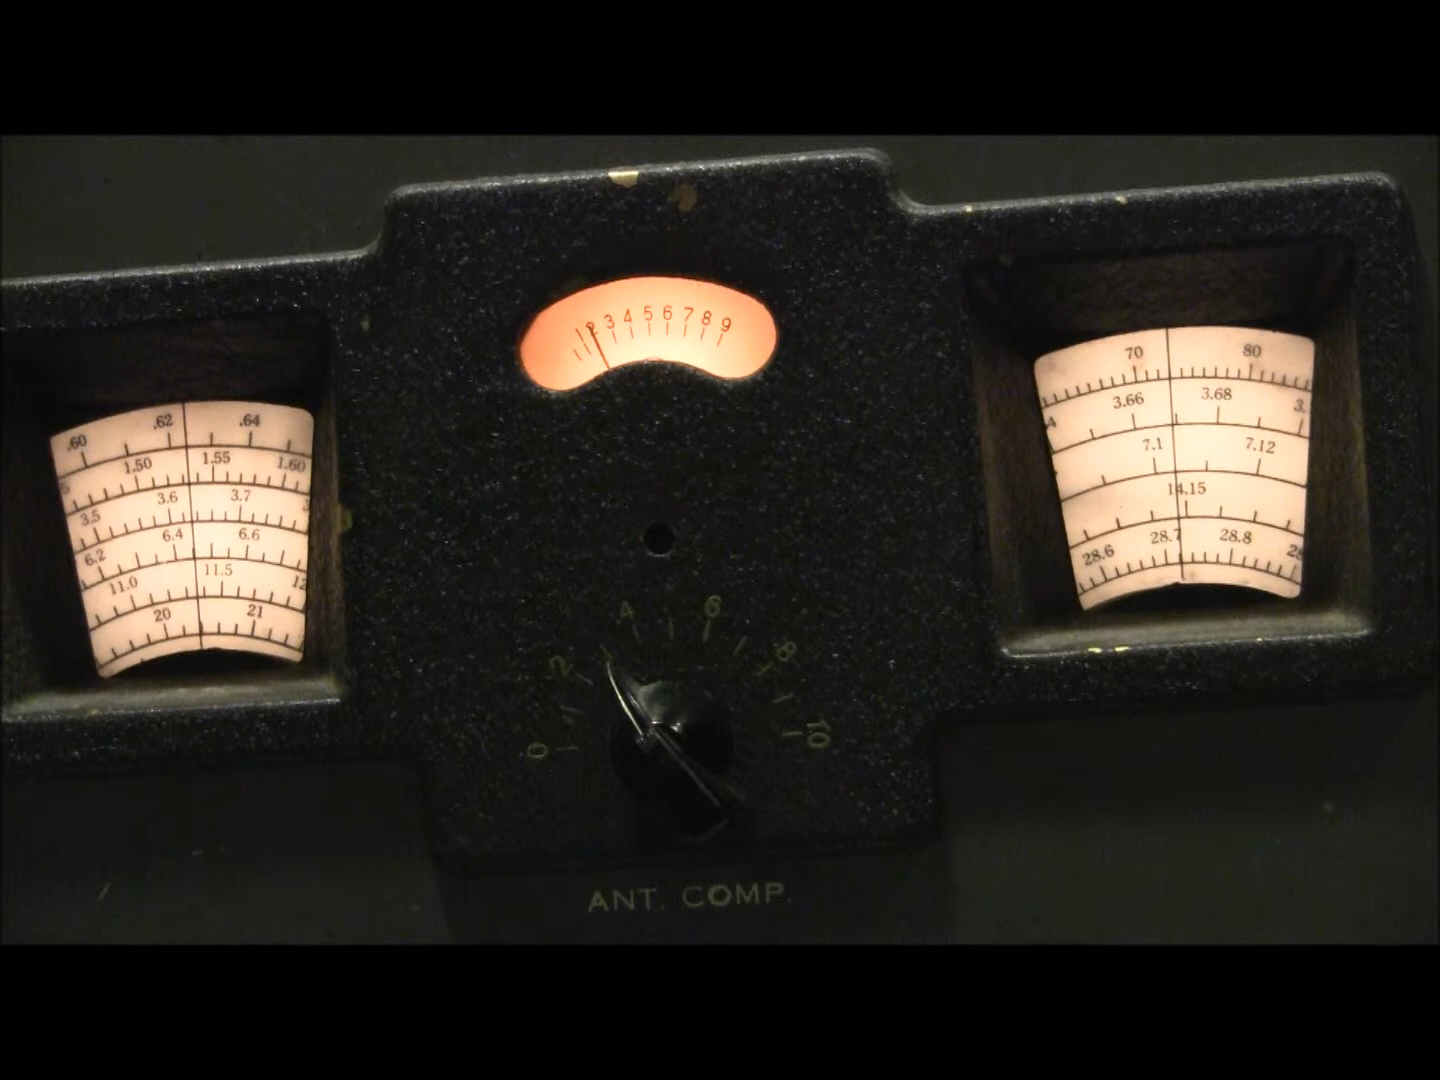 .60 .62 .64
1.50 1.55 1.60
3.5 3.6 3.7
6.2 6.4 6.6
11.0 11.5 12
20 21
1 2 3 4 5 6 7 8 9
70 80
3.66 3.68 3.
7.1 7.12
14.15
28.6 28.7 28.8 28
0 2 4 6 8 10
ANT. COMP.